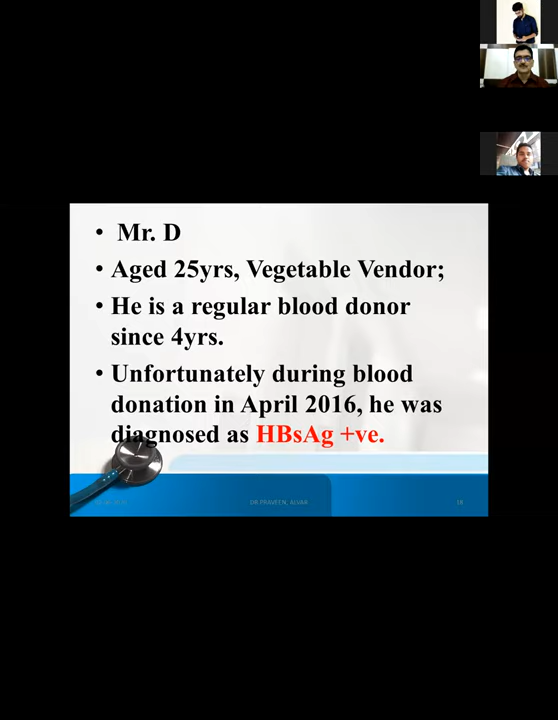 • Mr. D
• Aged 25yrs, Vegetable Vendor;
• He is a regular blood donor
since 4yrs.
• Unfortunately during blood
donation in April 2016, he was
diagnosed as HBsAg +ve.
DR.PRAVEEN, ALVAR
18